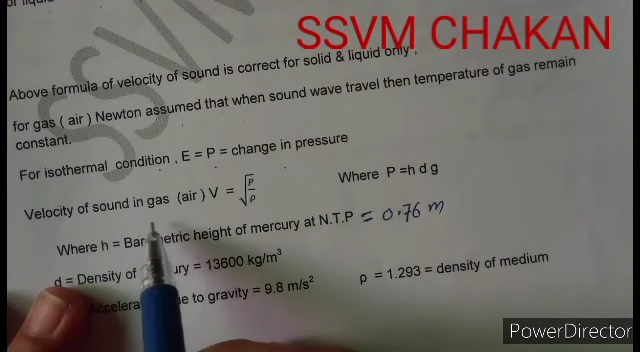 SSVM CHAKAN
Above formula of velocity of sound is correct for solid & liquid only ,
for gas ( air ) Newton assumed that when sound wave travel then temperature of gas remain
constant.
For isothermal condition , E = P = change in pressure
Velocity of sound in gas (air ) V = √(P/ρ) Where P =h d g
Where h = Bar etric height of mercury at N.T.P = 0.76 m
d = Density of ury = 13600 kg/m³
Accelera ue to gravity = 9.8 m/s² ρ = 1.293 = density of medium
PowerDirector